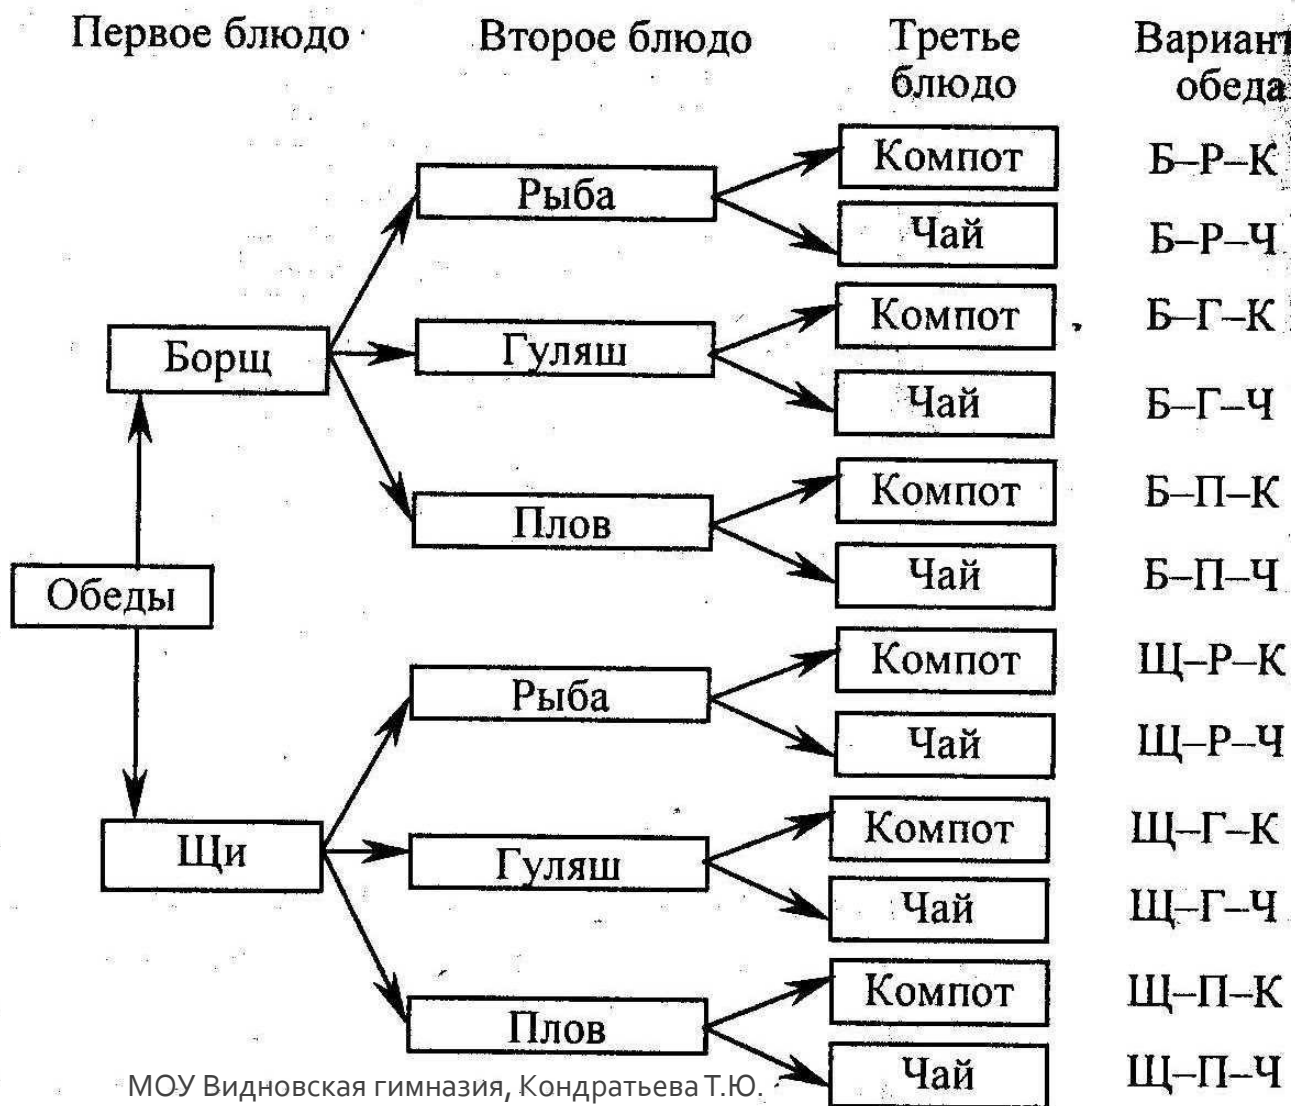 Первое блюдо
Второе блюдо
Третье
блюдо
Вариант
обеда
Компот
Б–Р–К
Рыба
Чай
Б–Р–Ч
Компот
Б–Г–К
Борщ
Гуляш
Чай
Б–Г–Ч
Компот
Б–П–К
Плов
Чай
Б–П–Ч
Обеды
Компот
Щ–Р–К
Рыба
Чай
Щ–Р–Ч
Компот
Щ–Г–К
Щи
Гуляш
Чай
Щ–Г–Ч
Компот
Щ–П–К
Плов
Чай
Щ–П–Ч
МОУ Видновская гимназия, Кондратьева Т.Ю.